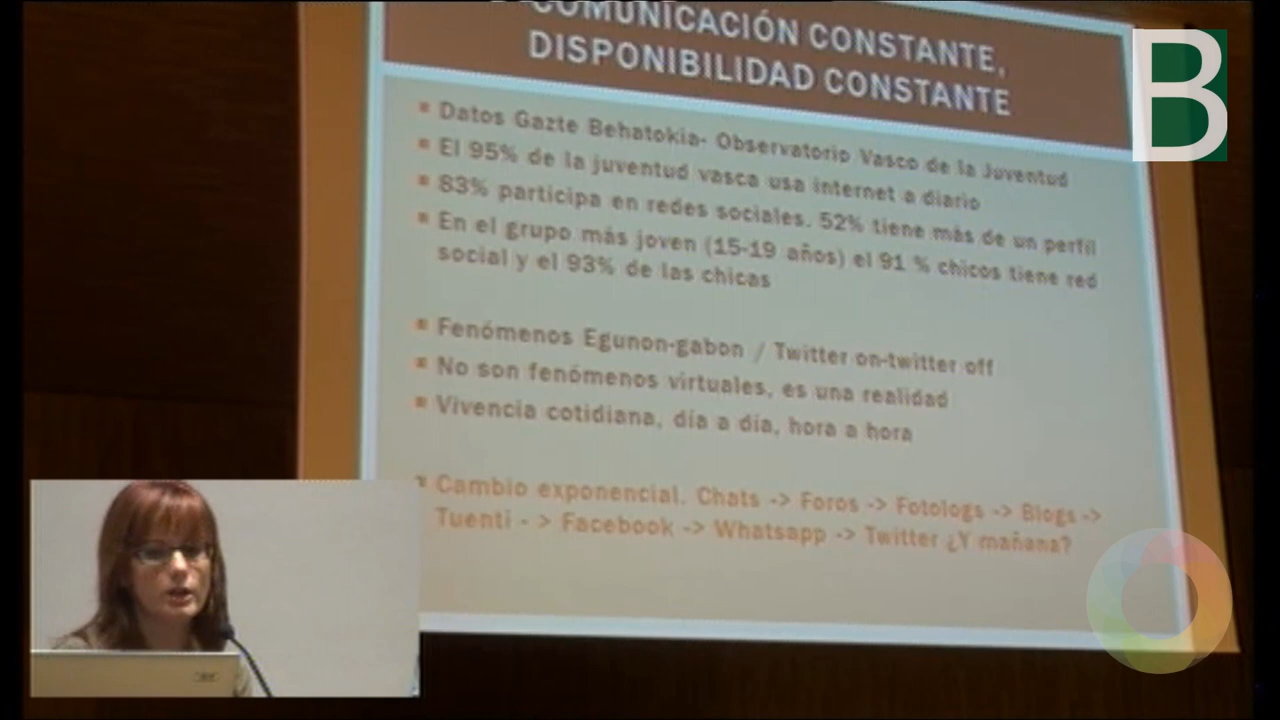 COMUNICACIÓN CONSTANTE,
DISPONIBILIDAD CONSTANTE
B
Datos Gazte Behatokia- Observatorio Vasco de la Juventud
El 95% de la juventud vasca usa internet a diario
83% participa en redes sociales. 52% tiene más de un perfil
En el grupo más joven (15-19 años) el 91 % chicos tiene red
social y el 93% de las chicas
Fenómenos Egunon-gabon / Twitter on-twitter off
No son fenómenos virtuales, es una realidad
Vivencia cotidiana, día a día, hora a hora
Cambio exponencial. Chats -> Foros -> Fotologs -> Blogs ->
Tuenti - > Facebook -> Whatsapp -> Twitter ¿Y mañana?